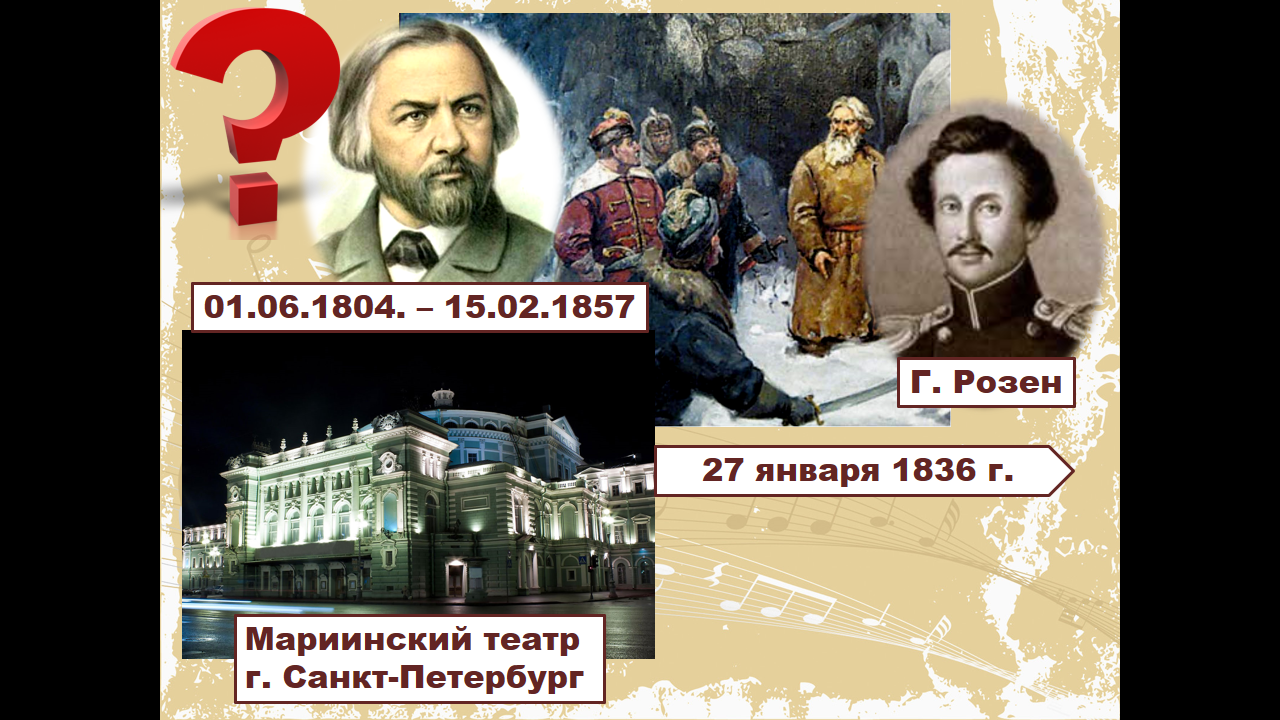 01.06.1804. – 15.02.1857
Г. Розен
27 января 1836 г.
Мариинский театр
г. Санкт-Петербург